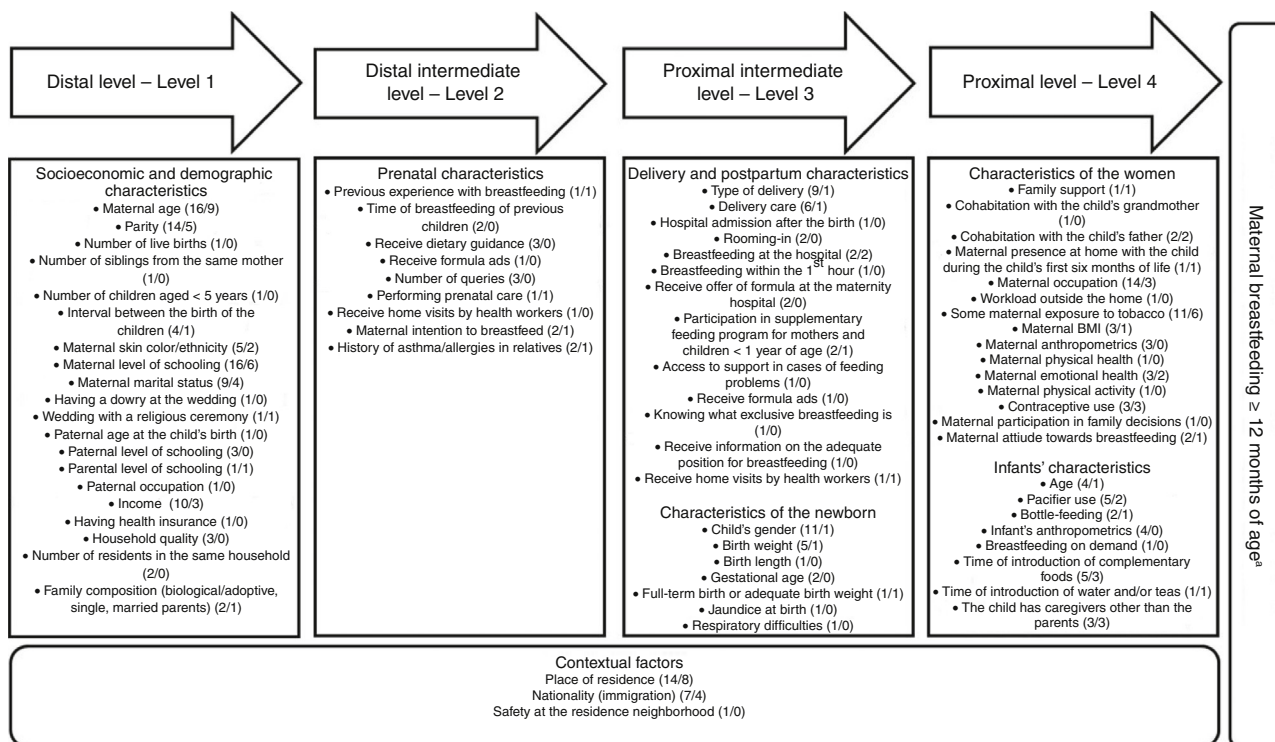 Distal level – Level 1
Distal intermediate
level – Level 2
Proximal intermediate
level – Level 3
Proximal level – Level 4
Socioeconomic and demographic
characteristics
• Maternal age (16/9)
• Parity (14/5)
• Number of live births (1/0)
• Number of siblings from the same mother
(1/0)
• Number of children aged < 5 years (1/0)
• Interval between the birth of
the children (4/1)
• Maternal skin color/ethnicity (5/2)
• Maternal level of schooling (16/6)
• Maternal marital status (9/4)
• Having a dowry at the wedding (1/0)
• Wedding with a religious ceremony (1/1)
• Paternal age at the child's birth (1/0)
• Paternal level of schooling (3/0)
• Parental level of schooling (1/1)
• Paternal occupation (1/0)
• Income (10/3)
• Having health insurance (1/0)
• Household quality (3/0)
• Number of residents in the same household
(2/0)
• Family composition (biological/adoptive,
single, married parents) (2/1)
Prenatal characteristics
• Previous experience with breastfeeding (1/1)
• Time of breastfeeding of previous
children (2/0)
• Receive dietary guidance (3/0)
• Receive formula ads (1/0)
• Number of queries (3/0)
• Performing prenatal care (1/1)
• Receive home visits by health workers (1/0)
• Maternal intention to breastfeed (2/1)
• History of asthma/allergies in relatives (2/1)
Delivery and postpartum characteristics
• Type of delivery (9/1)
• Delivery care (6/1)
• Hospital admission after the birth (1/0)
• Rooming-in (2/0)
• Breastfeeding at the hospital (2/2)
• Breastfeeding within the 1st hour (1/0)
• Receive offer of formula at the maternity
hospital (2/0)
• Participation in supplementary
feeding program for mothers
and children < 1 year of age (2/1)
• Access to support in cases of feeding
problems (1/0)
• Receive formula ads (1/0)
• Knowing what exclusive breastfeeding is
(1/0)
• Receive information on the adequate
position for breastfeeding (1/0)
• Receive home visits by health workers (1/1)
Characteristics of the newborn
• Child's gender (11/1)
• Birth weight (5/1)
• Birth length (1/0)
• Gestational age (2/0)
• Full-term birth or adequate birth weight (1/1)
• Jaundice at birth (1/0)
• Respiratory difficulties (1/0)
Characteristics of the women
• Family support (1/1)
• Cohabitation with the child's grandmother
(1/0)
• Cohabitation with the child's father (2/2)
• Maternal presence at home with the child
during the child's first six months of life (1/1)
• Maternal occupation (14/3)
• Workload outside the home (1/0)
• Some maternal exposure to tobacco (11/6)
• Maternal BMI (3/1)
• Maternal anthropometrics (3/0)
• Maternal physical health (1/0)
• Maternal emotional health (3/2)
• Maternal physical activity (1/0)
• Contraceptive use (3/3)
• Maternal participation in family decisions (1/0)
• Maternal attiude towards breastfeeding (2/1)
Infants' characteristics
• Age (4/1)
• Pacifier use (5/2)
• Bottle-feeding (2/1)
• Infant's anthropometrics (4/0)
• Breastfeeding on demand (1/0)
• Time of introduction of complementary
foods (5/3)
• Time of introduction of water and/or teas (1/1)
• The child has caregivers other than the
parents (3/3)
Maternal breastfeeding ≥ 12 months of age a
Contextual factors
Place of residence (14/8)
Nationality (immigration) (7/4)
Safety at the residence neighborhood (1/0)